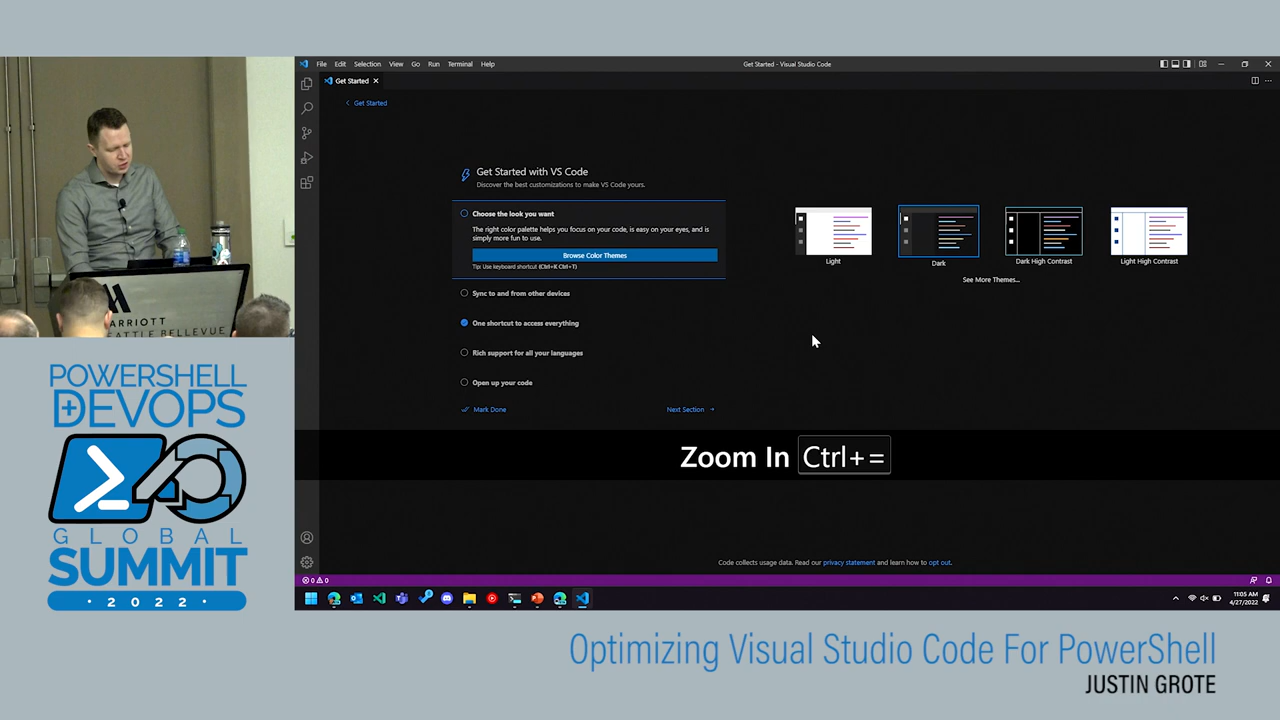 File Edit Selection View Go Run Terminal Help
Get Started - Visual Studio Code
Get Started
Get Started
Get Started with VS Code
Discover the best customizations to make VS Code yours.
Choose the look you want
The right color palette helps you focus on your code, is easy on your eyes, and is
simply more fun to use.
Browse Color Themes
Tip: Use keyboard shortcut (Ctrl+K Ctrl+T)
Sync to and from other devices
One shortcut to access everything
Rich support for all your languages
Open up your code
Mark Done
Next Section
Light
Dark
Dark High Contrast
Light High Contrast
See More Themes...
Zoom In Ctrl+=
Code collects usage data. Read our privacy statement and learn how to opt out.
0 0
11:05 AM
4/27/2022
ARRIOTT
EATTLE BELLEVUE
POWERSHELL
+DEVOPS
GLOBAL
SUMMIT
· 2022 ·
Optimizing Visual Studio Code For PowerShell
JUSTIN GROTE